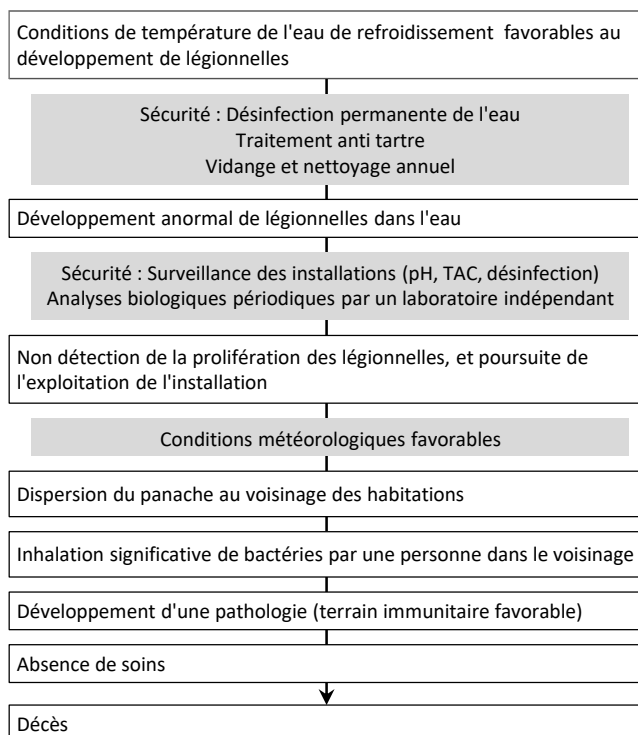 Conditions de température de l'eau de refroidissement favorables au
développement de légionnelles
Sécurité : Désinfection permanente de l'eau
Traitement anti tartre
Vidange et nettoyage annuel
Développement anormal de légionnelles dans l'eau
Sécurité : Surveillance des installations (pH, TAC, désinfection)
Analyses biologiques périodiques par un laboratoire indépendant
Non détection de la prolifération des légionnelles, et poursuite de
l'exploitation de l'installation
Conditions météorologiques favorables
Dispersion du panache au voisinage des habitations
Inhalation significative de bactéries par une personne dans le voisinage
Développement d'une pathologie (terrain immunitaire favorable)
Absence de soins
Décès